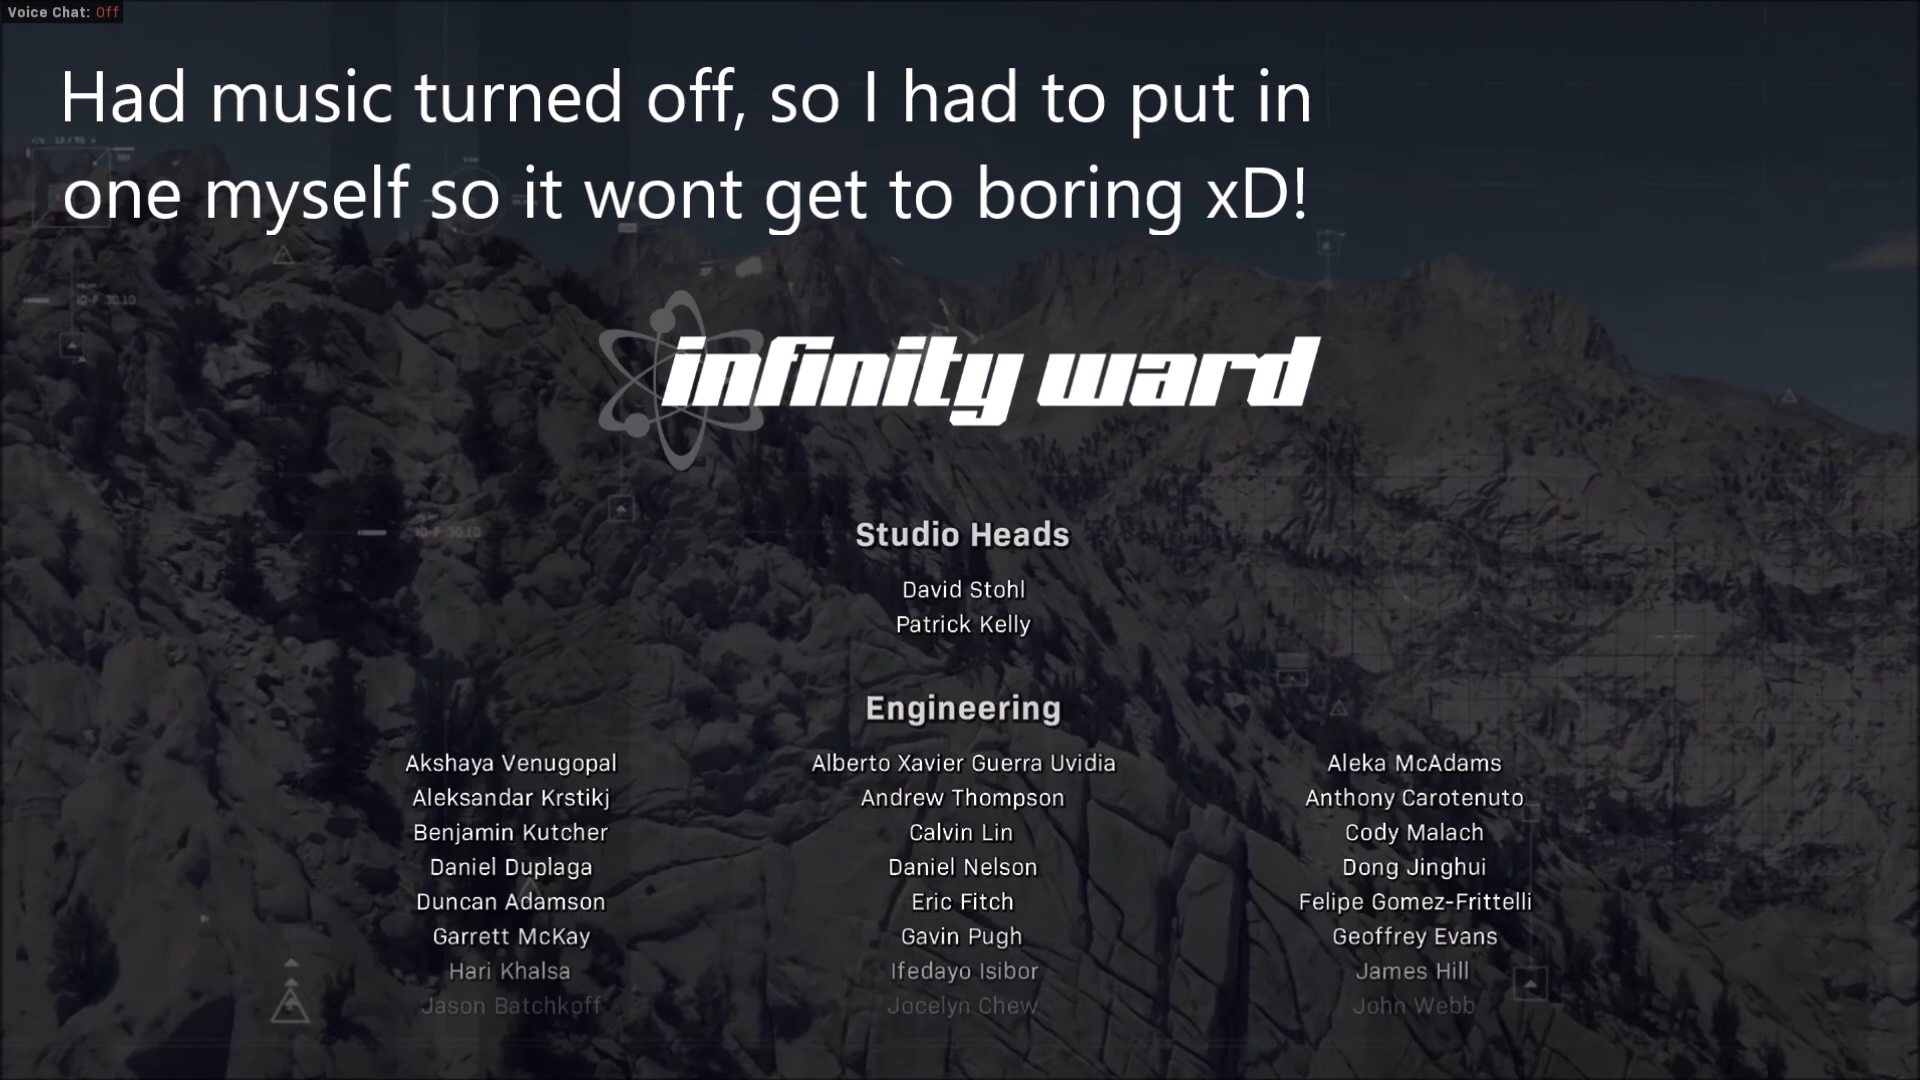 Voice Chat: Off
Had music turned off, so I had to put in
one myself so it wont get to boring xD!
infinity ward
Studio Heads
David Stohl
Patrick Kelly
Engineering
Akshaya Venugopal Alberto Xavier Guerra Uvidia Aleka McAdams
Aleksandar Krstikj Andrew Thompson Anthony Carotenuto
Benjamin Kutcher Calvin Lin Cody Malach
Daniel Duplaga Daniel Nelson Dong Jinghui
Duncan Adamson Eric Fitch Felipe Gomez-Frittelli
Garrett McKay Gavin Pugh Geoffrey Evans
Hari Khalsa Ifedayo Isibor James Hill
Jason Batchkoff Jocelyn Chew John Webb